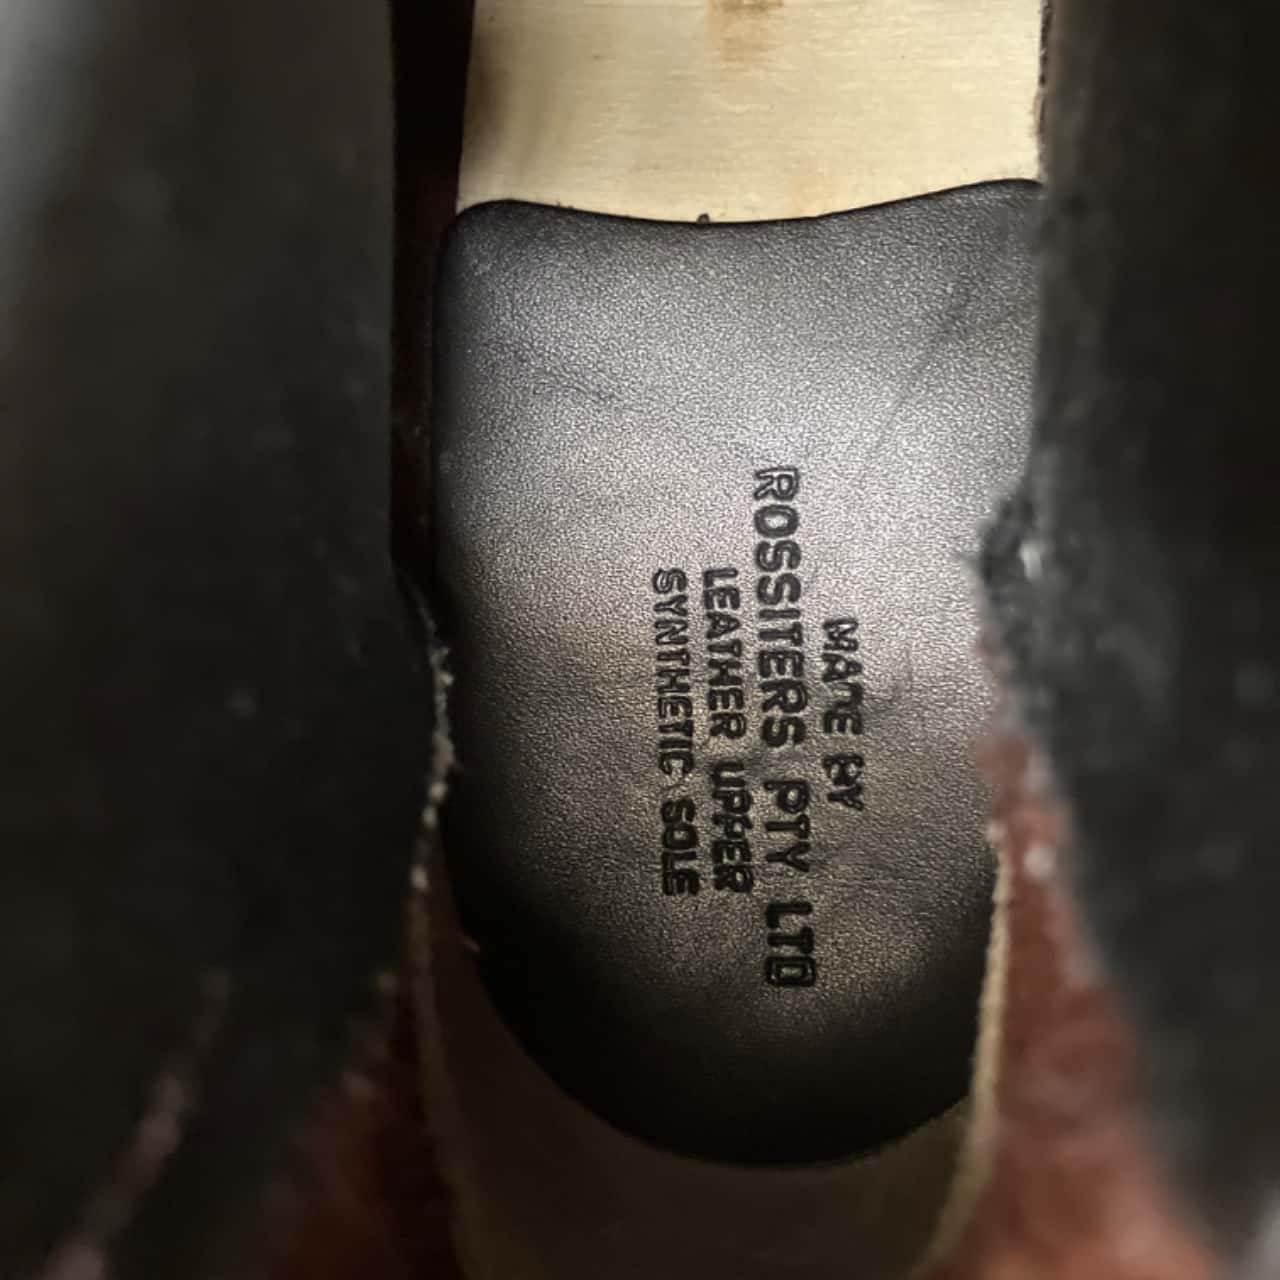 MADE BY
ROSSITERS PTY LTD
LEATHER UPPER
SYNTHETIC SOLE